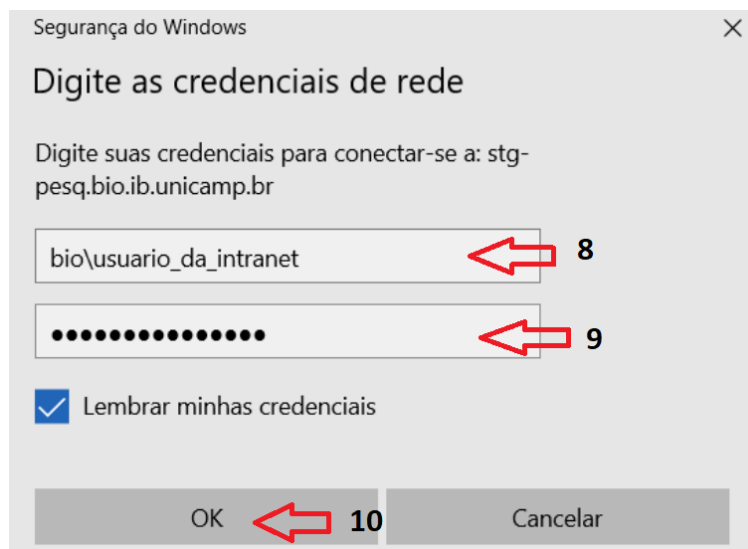 Segurança do Windows
Digite as credenciais de rede
Digite suas credenciais para conectar-se a: stg-
pesq.bio.ib.unicamp.br
bio\usuario_da_intranet
8
●●●●●●●●●●●●●●●
9
Lembrar minhas credenciais
OK
10
Cancelar